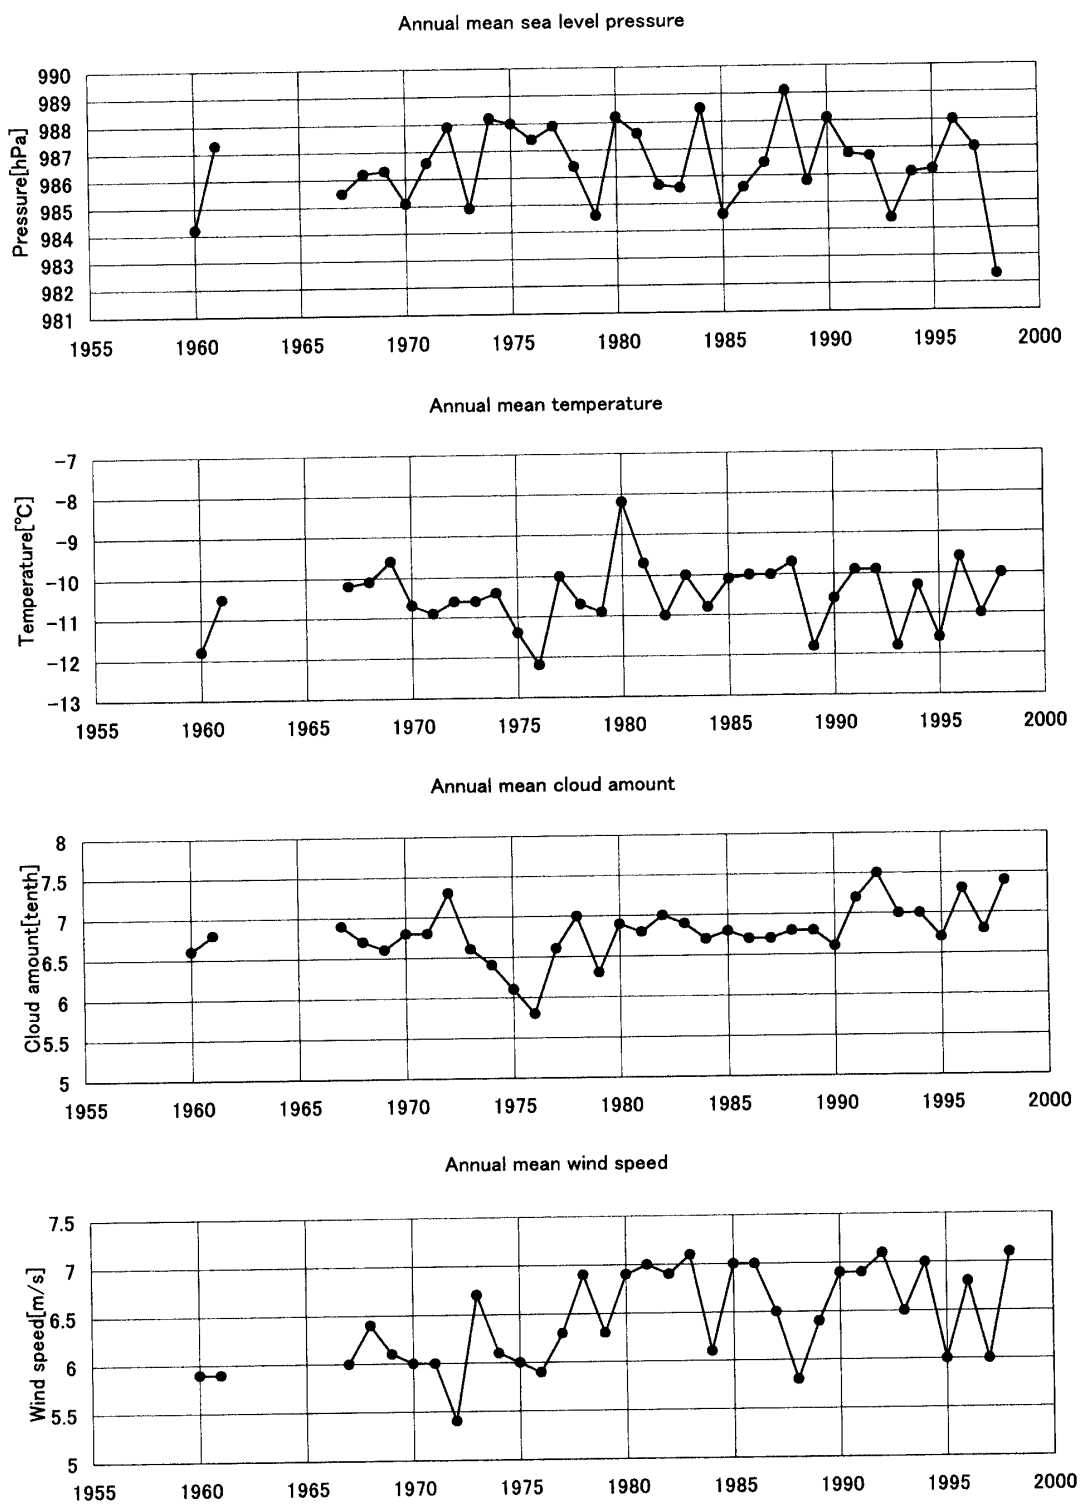 Annual mean sea level pressure
Pressure[hPa]
990
989
988
987
986
985
984
983
982
981
1955 1960 1965 1970 1975 1980 1985 1990 1995 2000
Annual mean temperature
Temperature[℃]
-7
-8
-9
-10
-11
-12
-13
1955 1960 1965 1970 1975 1980 1985 1990 1995 2000
Annual mean cloud amount
Cloud amount[tenth]
8
7.5
7
6.5
6
5.5
5
1955 1960 1965 1970 1975 1980 1985 1990 1995 2000
Annual mean wind speed
Wind speed[m/s]
7.5
7
6.5
6
5.5
5
1955 1960 1965 1970 1975 1980 1985 1990 1995 2000